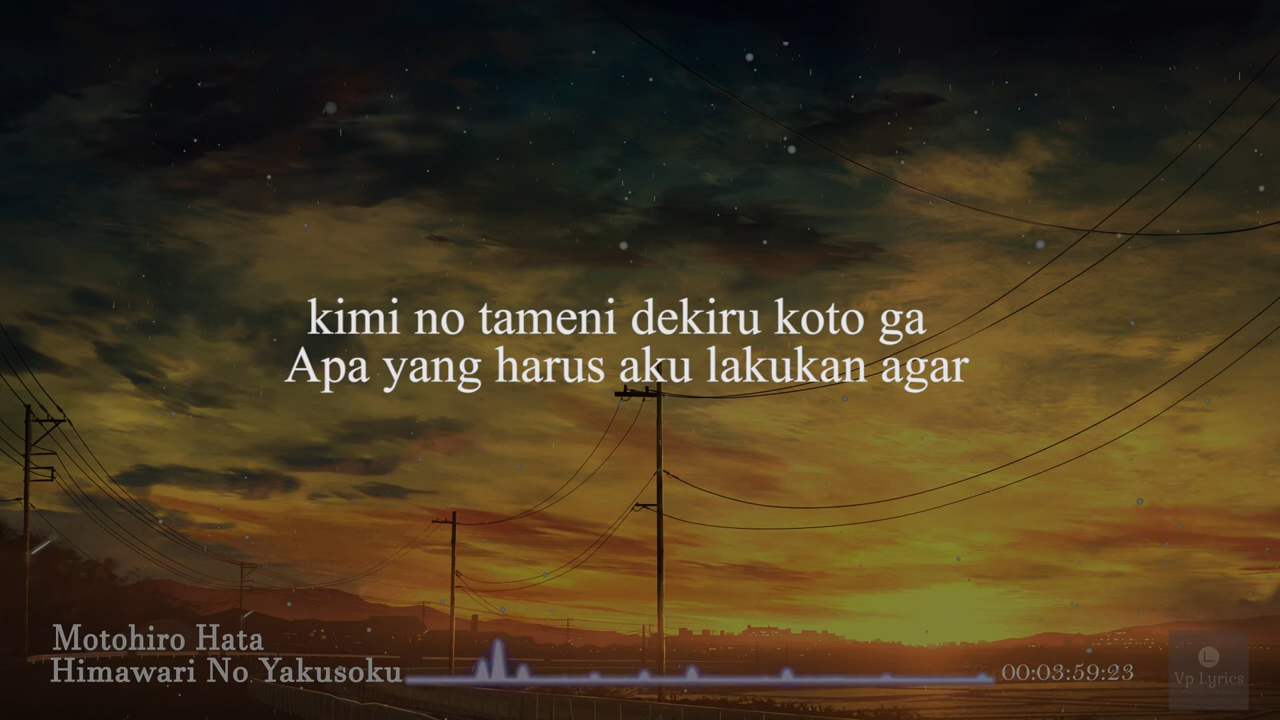 kimi no tameni dekiru koto ga
Apa yang harus aku lakukan agar
Motohiro Hata
Himawari No Yakusoku
00:03:59:23
L
Vp Lyrics